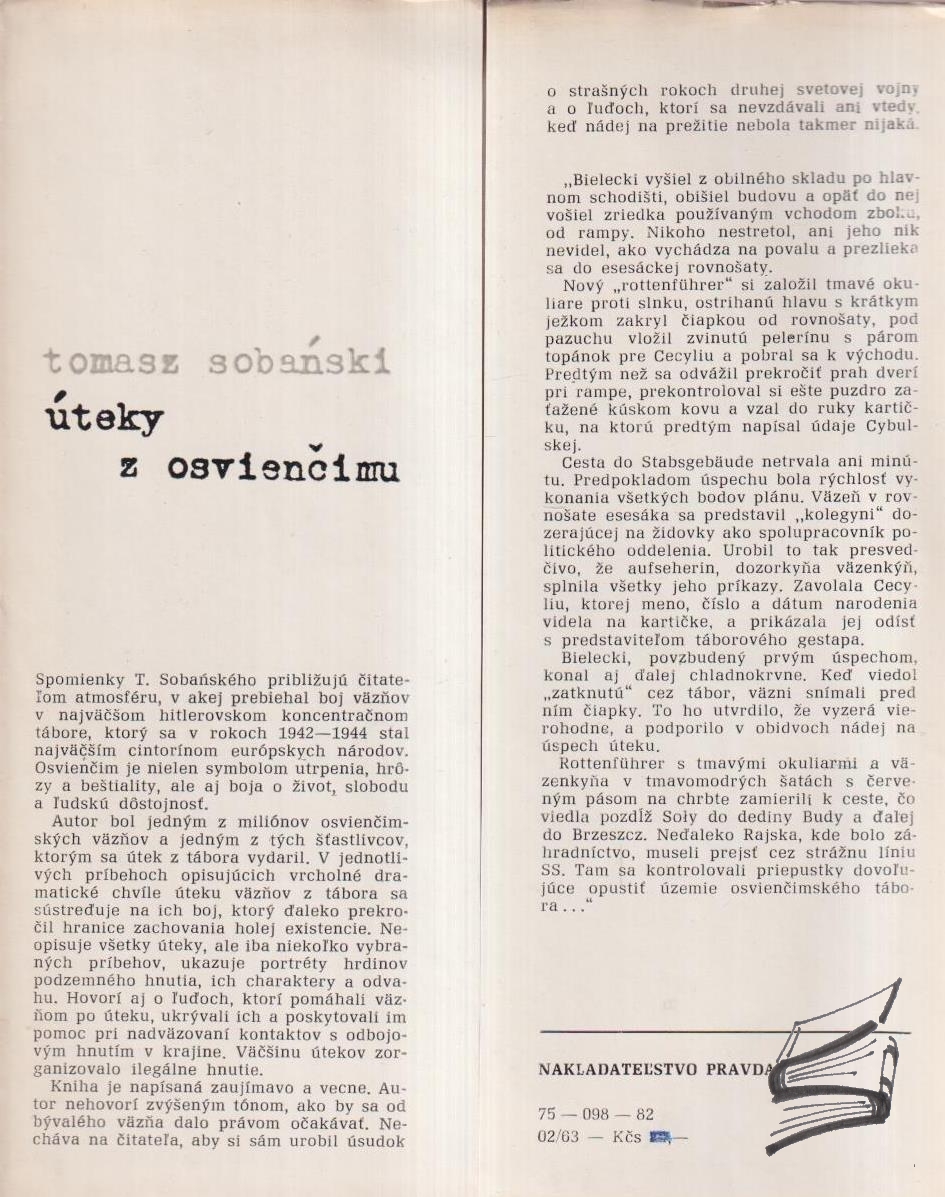 tomasz sobański
úteky
z osvienčimu
Spomienky T. Sobańského približujú čitate-
ľom atmosféru, v akej prebiehal boj väzňov
v najväčšom hitlerovskom koncentračnom
tábore, ktorý sa v rokoch 1942—1944 stal
najväčším cintorínom európskych národov.
Osvienčim je nielen symbolom utrpenia, hrô-
zy a beštiality, ale aj boja o život, slobodu
a ľudskú dôstojnosť.
Autor bol jedným z miliónov osvienčim-
ských väzňov a jedným z tých šťastlivcov,
ktorým sa útek z tábora vydaril. V jednotli-
vých príbehoch opisujúcich vrcholné dra-
matické chvíle úteku väzňov z tábora sa
sústreďuje na ich boj, ktorý ďaleko prekro-
čil hranice zachovania holej existencie. Ne-
opisuje všetky úteky, ale iba niekoľko vybra-
ných príbehov, ukazuje portréty hrdinov
podzemného hnutia, ich charaktery a odva-
hu. Hovorí aj o ľuďoch, ktorí pomáhali väz-
ňom po úteku, ukrývali ich a poskytovali im
pomoc pri nadväzovaní kontaktov s odbojo-
vým hnutím v krajine. Väčšinu útekov zor-
ganizovalo ilegálne hnutie.
Kniha je napísaná zaujímavo a vecne. Au-
tor nehovorí zvýšeným tónom, ako by sa od
bývalého väzňa dalo právom očakávať. Ne-
cháva na čitateľa, aby si sám urobil úsudok
o strašných rokoch druhej svetovej vojny
a o ľuďoch, ktorí sa nevzdávali ani vtedy,
keď nádej na prežitie nebola takmer nijaká.
„Bielecki vyšiel z obilného skladu po hlav-
nom schodišti, obišiel budovu a opäť do nej
vošiel zriedka používaným vchodom zboku,
od rampy. Nikoho nestretol, ani jeho nik
nevidel, ako vychádza na povalu a prezlieka
sa do esesáckej rovnošaty.
Nový „rottenführer“ si založil tmavé oku-
liare proti slnku, ostrihanú hlavu s krátkym
ježkom zakryl čiapkou od rovnošaty, pod
pazuchu vložil zvinutú pelerínu s párom
topánok pre Cecyliu a pobral sa k východu.
Predtým než sa odvážil prekročiť prah dverí
pri rampe, prekontroloval si ešte puzdro za-
ťažené kúskom kovu a vzal do ruky kartič-
ku, na ktorú predtým napísal údaje Cybul-
skej.
Cesta do Stabsgebäude netrvala ani minú-
tu. Predpokladom úspechu bola rýchlosť vy-
konania všetkých bodov plánu. Väzeň v rov-
nošate esesáka sa predstavil „kolegyni“ do-
zerajúcej na židovky ako spolupracovník po-
litického oddelenia. Urobil to tak presved-
čivo, že aufseherin, dozorkyňa väzenkýň,
splnila všetky jeho príkazy. Zavolala Cecy-
liu, ktorej meno, číslo a dátum narodenia
videla na kartičke, a prikázala jej odísť
s predstaviteľom táborového gestapa.
Bielecki, povzbudený prvým úspechom,
konal aj ďalej chladnokrvne. Keď viedol
„zatknutú“ cez tábor, väzni snímali pred
ním čiapky. To ho utvrdilo, že vyzerá vie-
rohodne, a podporilo v obidvoch nádej na
úspech úteku.
Rottenführer s tmavými okuliarmi a vä-
zenkyňa v tmavomodrých šatách s červe-
ným pásom na chrbte zamierili k ceste, čo
viedla pozdĺž Soły do dediny Budy a ďalej
do Brzeszcz. Neďaleko Rajska, kde bolo zá-
hradníctvo, museli prejsť cez strážnu líniu
SS. Tam sa kontrolovali priepustky dovoľu-
júce opustiť územie osvienčimského tábo-
ra...“
NAKLADATEĽSTVO PRAVDA
75 — 098 — 82
02/63 — Kčs ,—